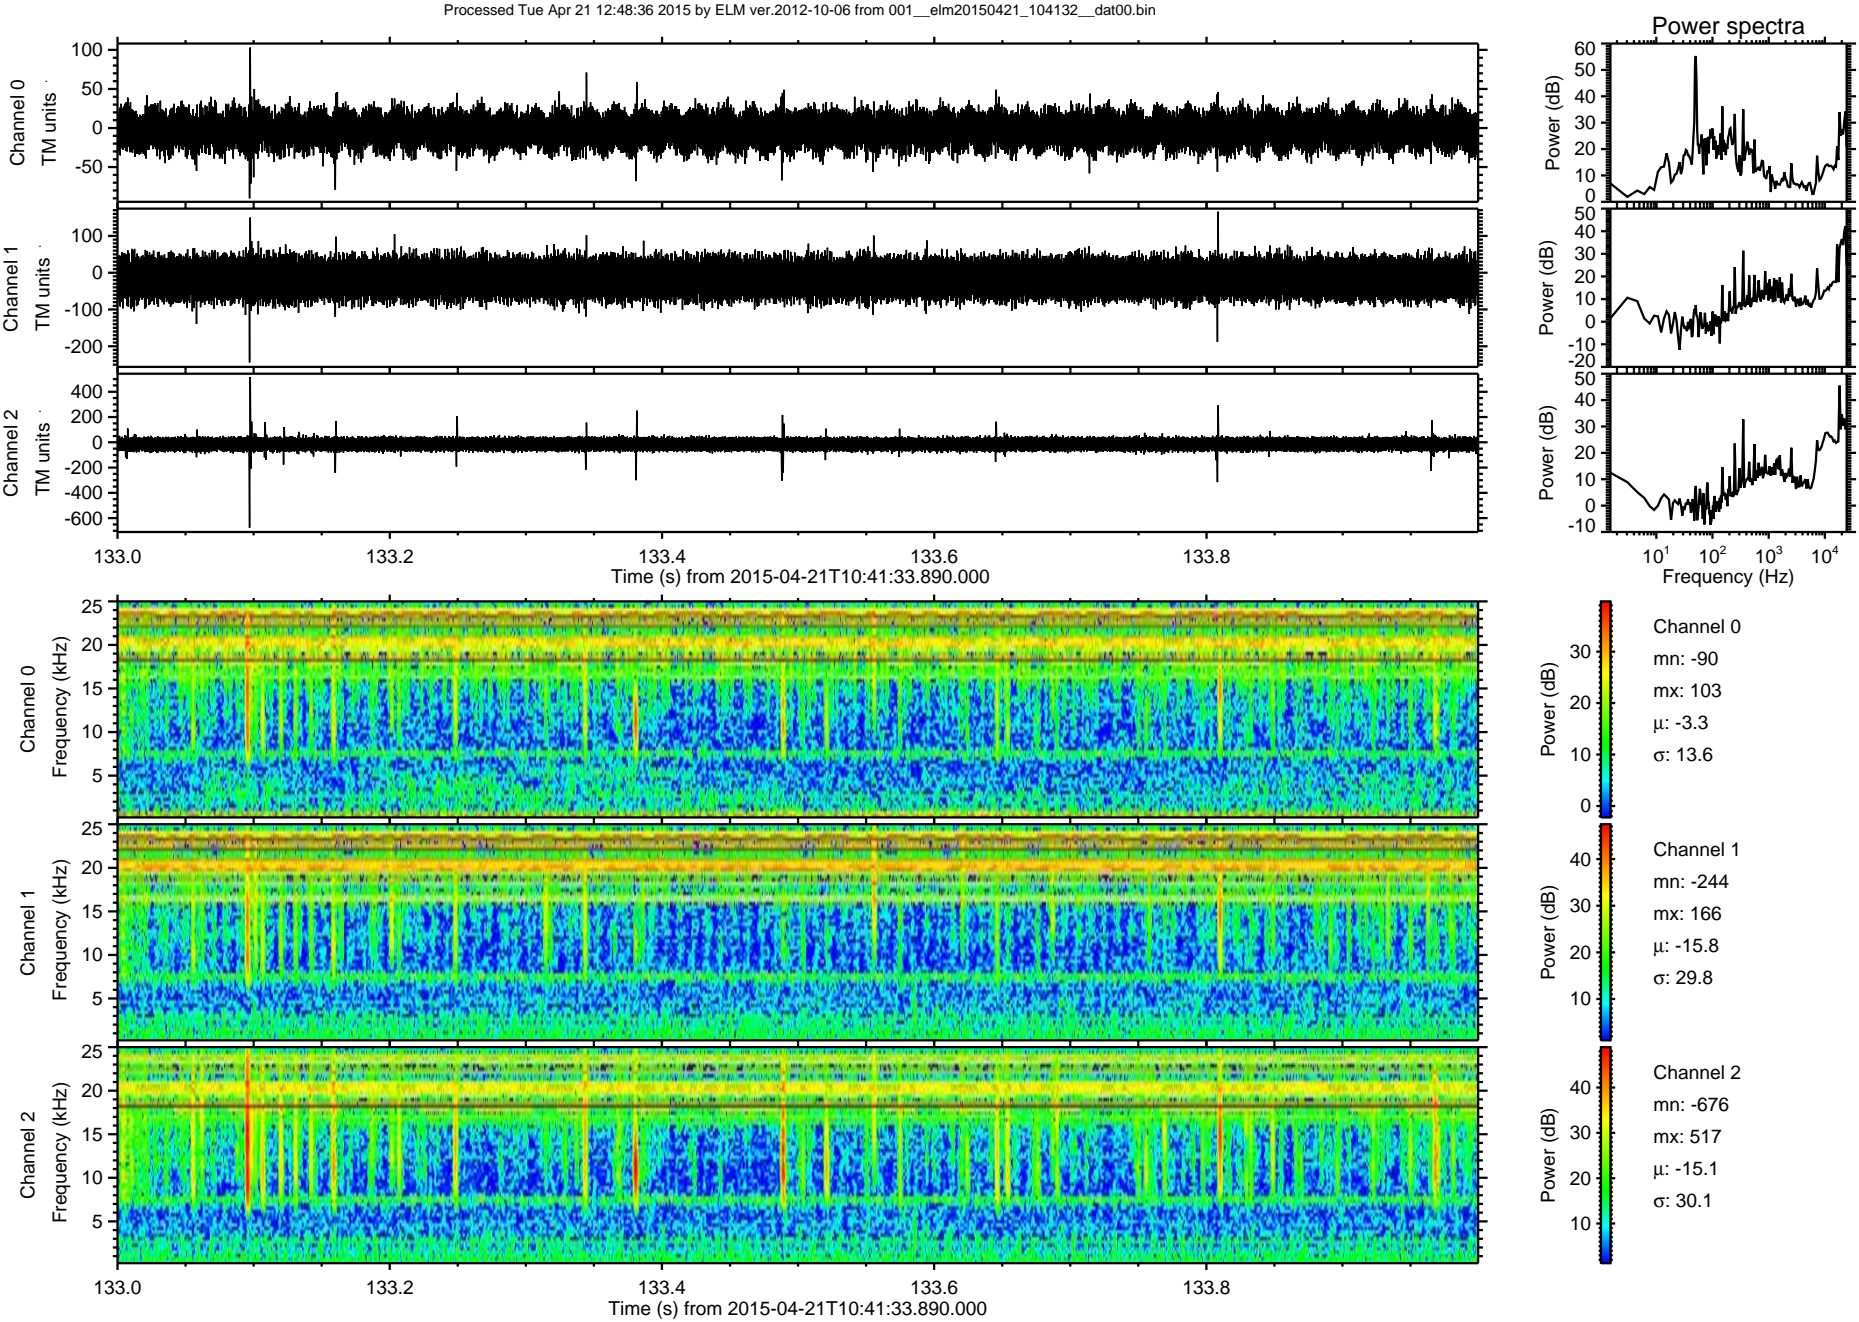 Processed Tue Apr 21 12:48:36 2015 by ELM ver.2012-10-06 from 001__elm20150421_104132__dat00.bin
Power spectra
Channel 0
TM units
100
50
0
-50
Power (dB)
60
50
40
30
20
10
0
Channel 1
TM units
100
0
-100
-200
Power (dB)
50
40
30
20
10
0
-10
-20
Channel 2
TM units
400
200
0
-200
-400
-600
Power (dB)
50
40
30
20
10
0
-10
133.0 133.2 133.4 133.6 133.8
Time (s) from 2015-04-21T10:41:33.890.000
10^1 10^2 10^3 10^4
Frequency (Hz)
Channel 0
Frequency (kHz)
25
20
15
10
5
Power (dB)
30
20
10
0
Channel 0
mn: -90
mx: 103
μ: -3.3
σ: 13.6
Channel 1
Frequency (kHz)
25
20
15
10
5
Power (dB)
40
30
20
10
Channel 1
mn: -244
mx: 166
μ: -15.8
σ: 29.8
Channel 2
Frequency (kHz)
25
20
15
10
5
Power (dB)
40
30
20
10
Channel 2
mn: -676
mx: 517
μ: -15.1
σ: 30.1
133.0 133.2 133.4 133.6 133.8
Time (s) from 2015-04-21T10:41:33.890.000